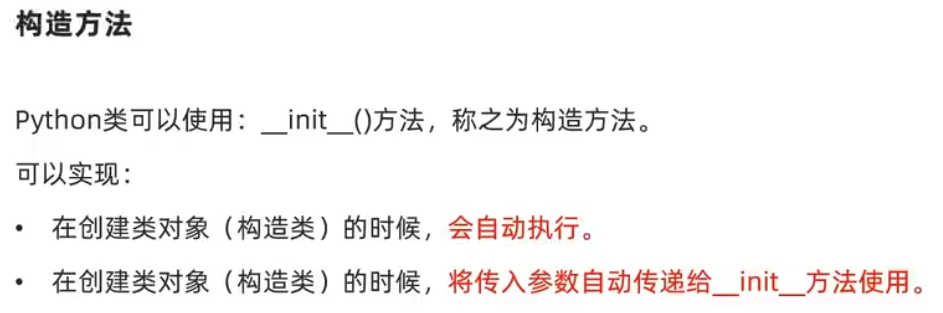 构造方法
Python类可以使用：__init__()方法，称之为构造方法。
可以实现：
• 在创建类对象（构造类）的时候，会自动执行。
• 在创建类对象（构造类）的时候，将传入参数自动传递给__init__方法使用。